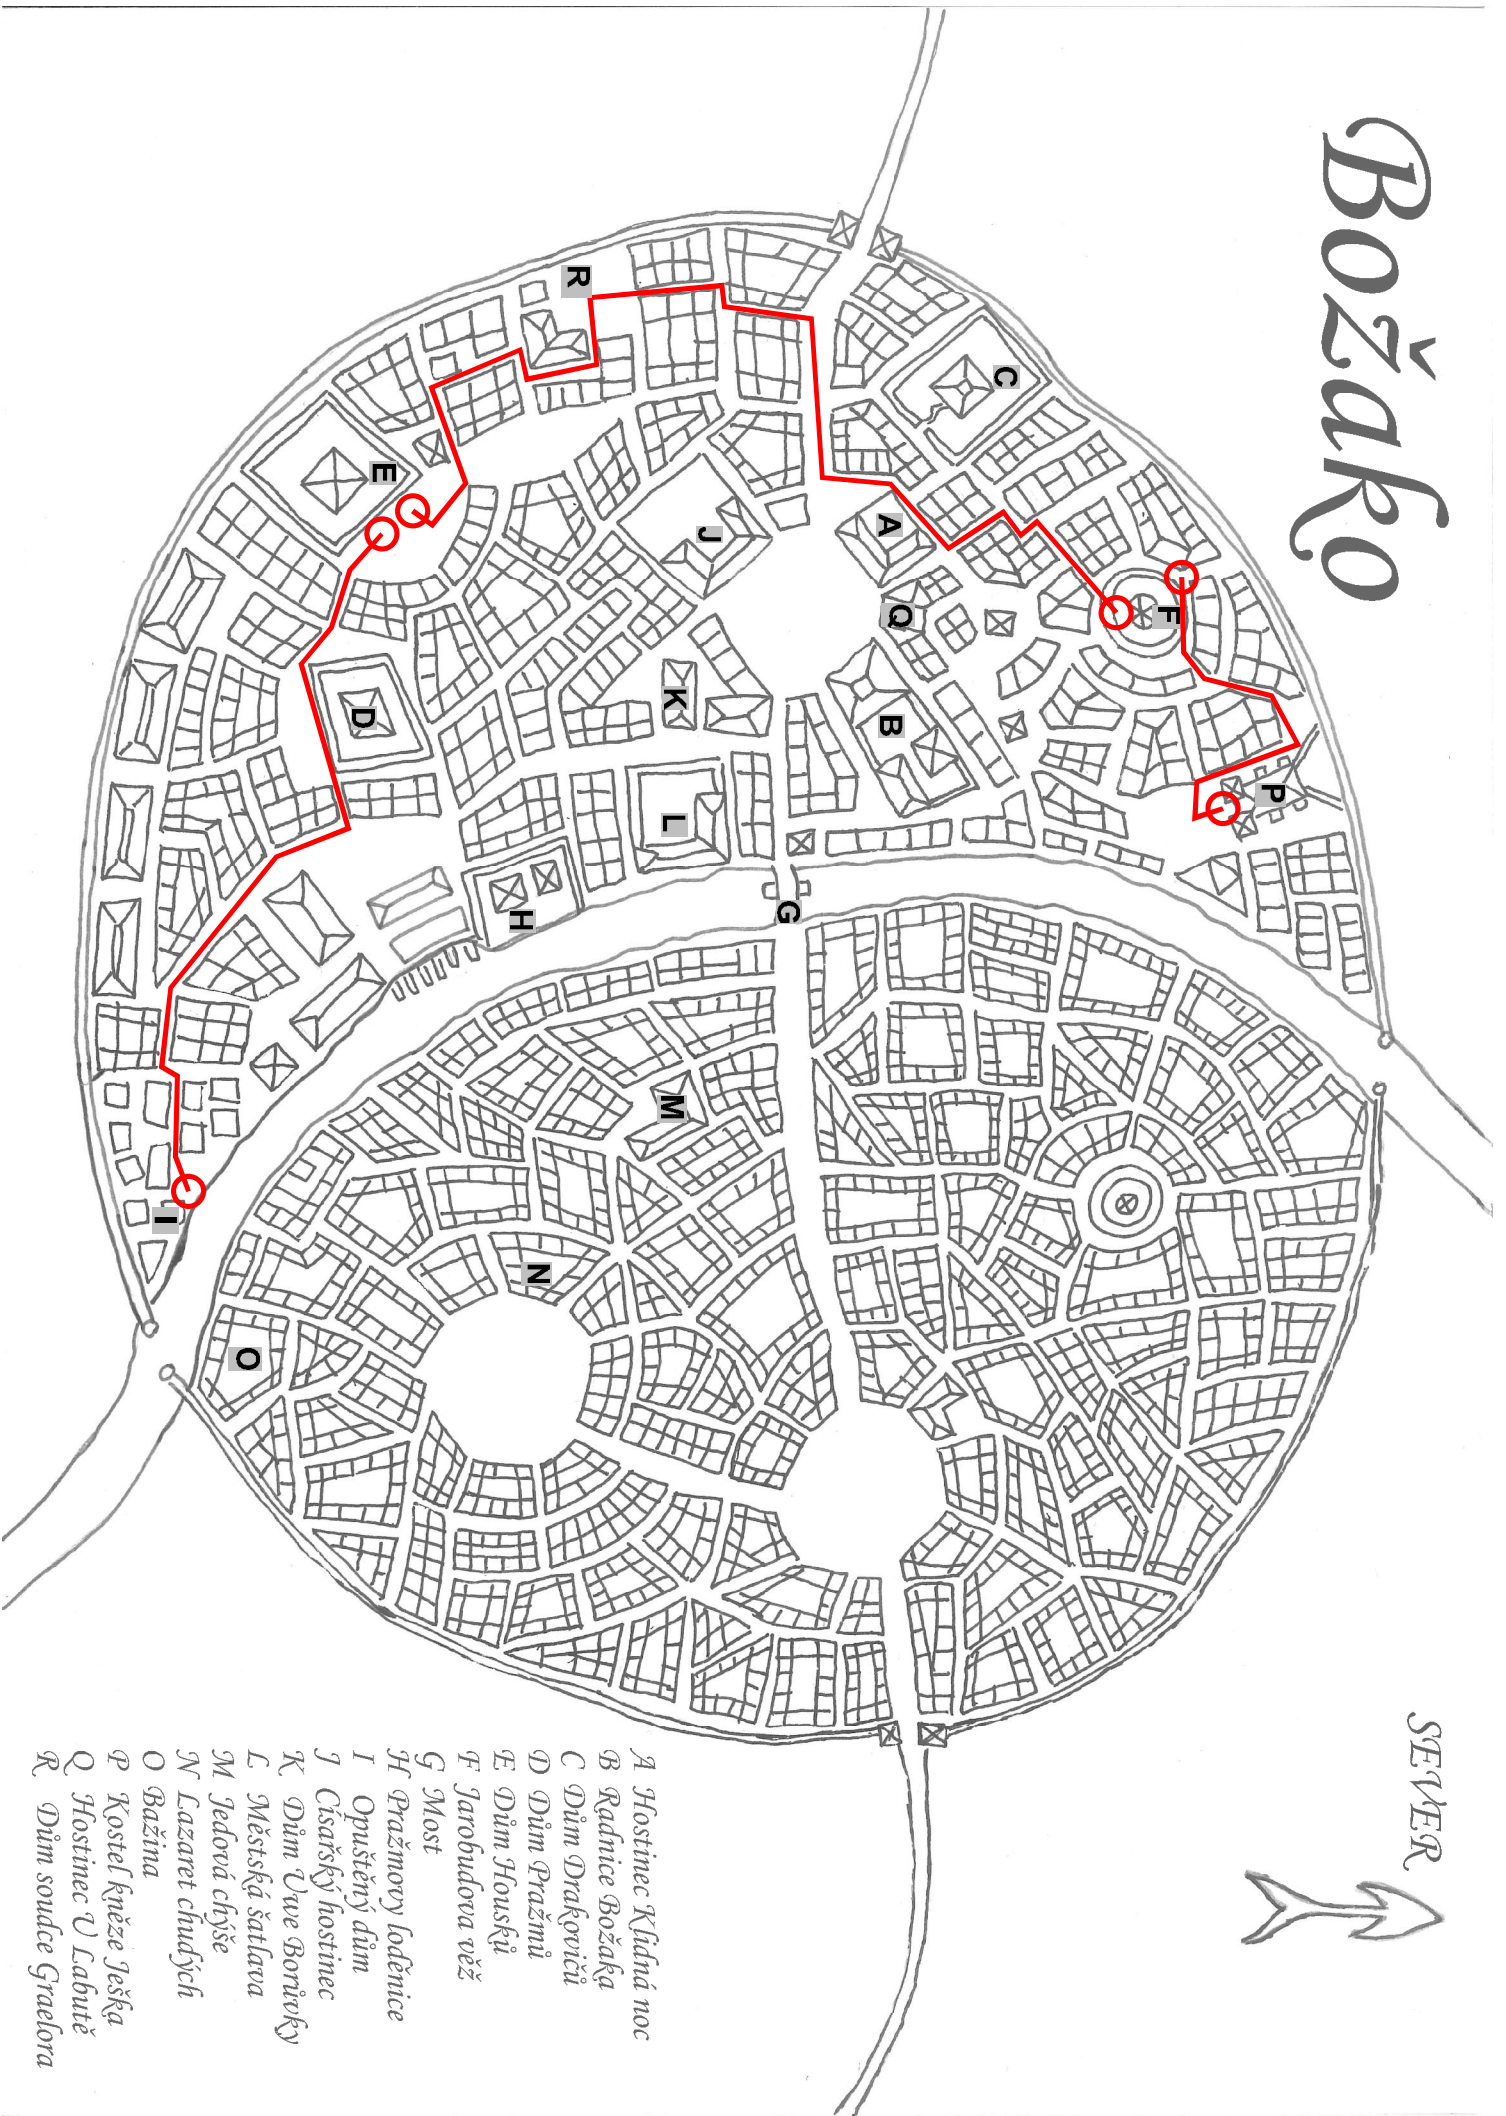 Božako
SEVER
C
R
E
A
J
F
Q
K
D
B
P
L
G
H
M
I
N
O
A Hostinec Klidná noc
B Radnice Božaka
C Dům Drakovičů
D Dům Pražmů
E Dům Housků
F Jarobudova věž
G Most
H Pražmovy loděnice
I Opuštěný dům
J Císařský hostinec
K Dům Uwe Borůvky
L Městská šatlava
M Jedová chýše
N Lazaret chudých
O Bažina
P Kostel kněze Ješka
Q Hostinec U Labutě
R Dům soudce Graelora